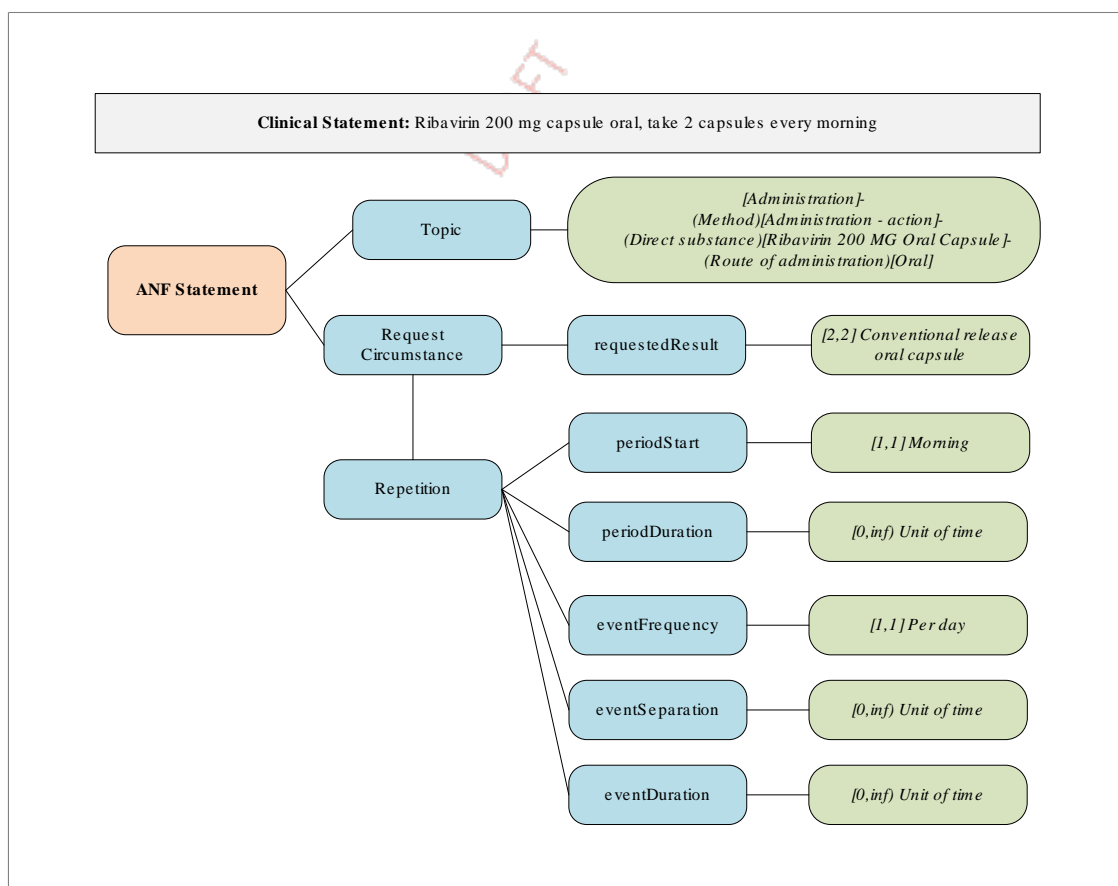 DRAFT
Clinical Statement: Ribavirin 200 mg capsule oral, take 2 capsules every morning
[Administration]-
(Method)[Administration - action]-
(Direct substance)[Ribavirin 200 MG Oral Capsule]-
(Route of administration)[Oral]
Topic
ANF Statement
Request
Circumstance
requestedResult
[2,2] Conventional release
oral capsule
periodStart
[1,1] Morning
Repetition
periodDuration
[0,inf) Unit of time
eventFrequency
[1,1] Per day
eventSeparation
[0,inf) Unit of time
eventDuration
[0,inf) Unit of time